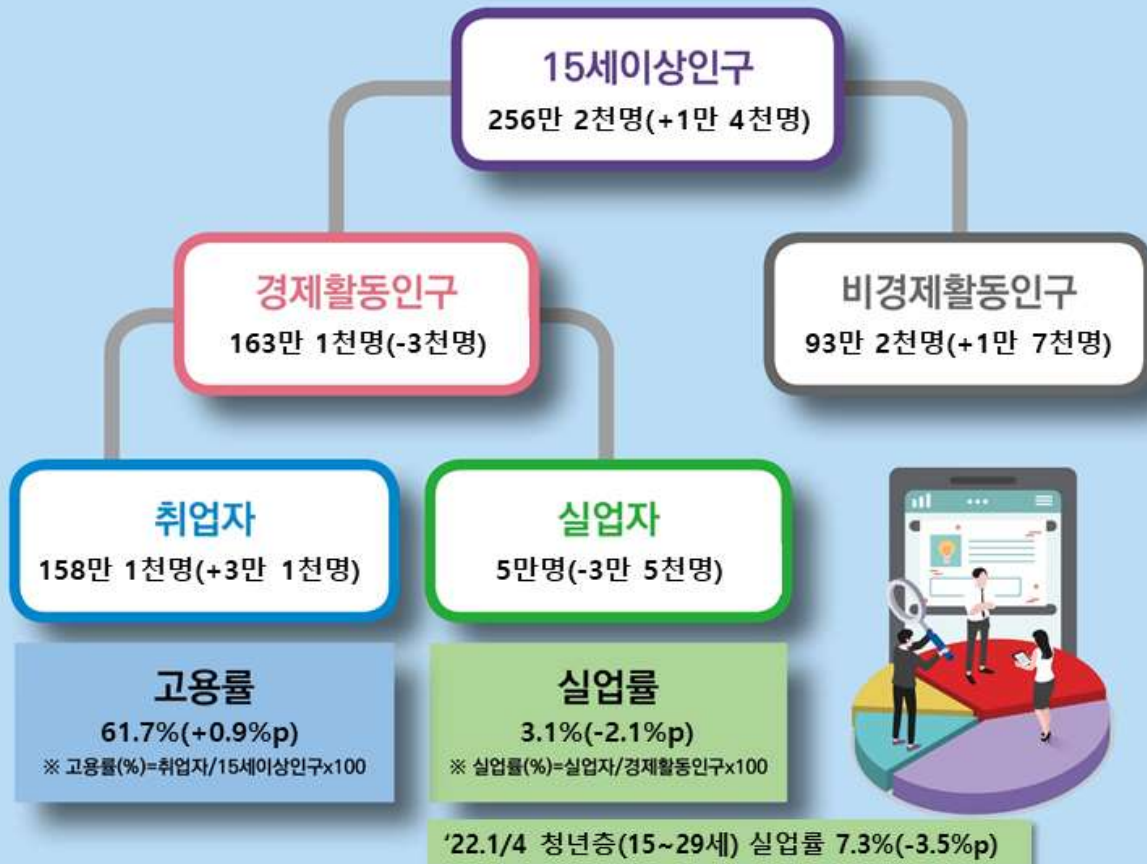 15세이상인구
256만 2천명(+1만 4천명)
경제활동인구
163만 1천명(-3천명)
비경제활동인구
93만 2천명(+1만 7천명)
취업자
158만 1천명(+3만 1천명)
실업자
5만명(-3만 5천명)
고용률
61.7%(+0.9%p)
※ 고용률(%)=취업자/15세이상인구x100
실업률
3.1%(-2.1%p)
※ 실업률(%)=실업자/경제활동인구x100
‘22.1/4 청년층(15~29세) 실업률 7.3%(-3.5%p)